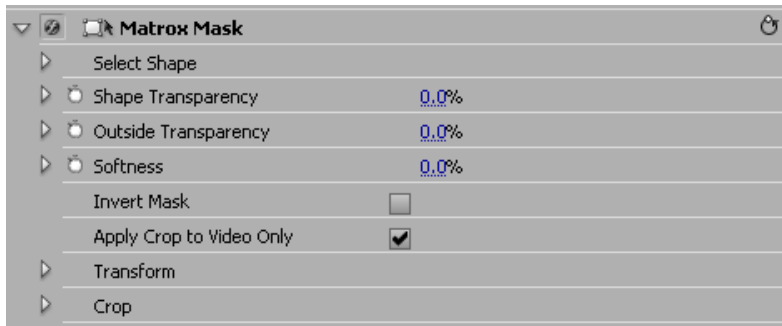 Matrox Mask
Select Shape
Shape Transparency 0.0%
Outside Transparency 0.0%
Softness 0.0%
Invert Mask
Apply Crop to Video Only
Transform
Crop